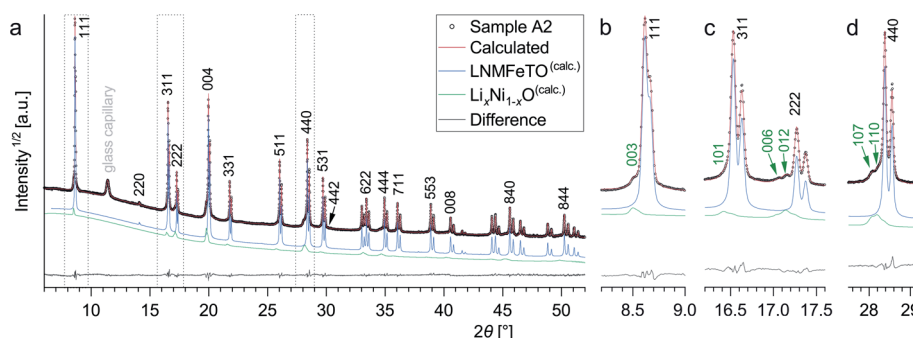 a
Intensity^1/2 [a.u.]
111
glass capillary
220
311
222
004
331
511
440
531
442
622
444
711
553
008
840
844
Sample A2
Calculated
LNMFeTO(calc.)
LixNi1-xO(calc.)
Difference
10 15 20 25 30 35 40 45 50
2θ [°]
b
111
003
8.5 9.0
c
311
222
101
006
012
16.5 17.0 17.5
d
440
107
110
28 29